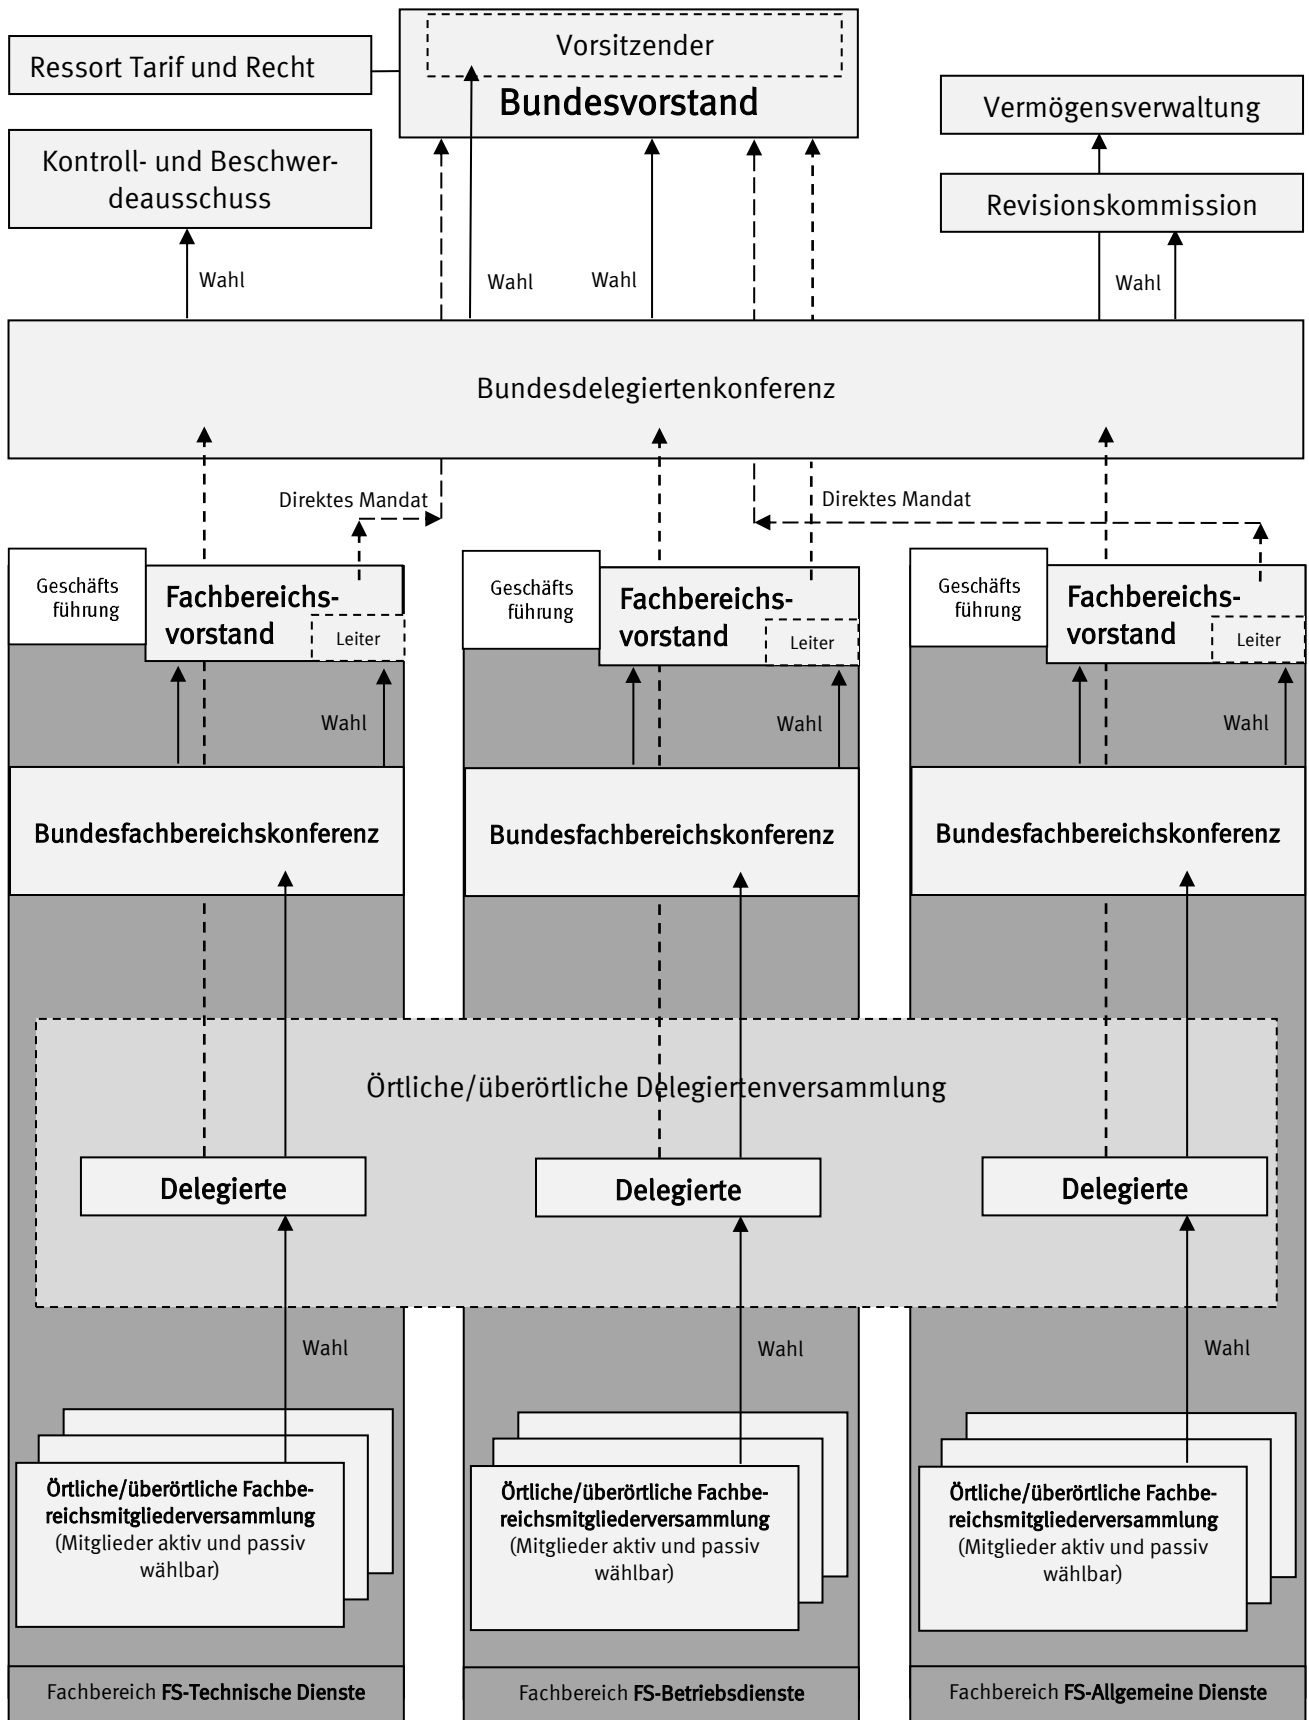 Vorsitzender
Bundesvorstand
Ressort Tarif und Recht
Kontroll- und Beschwer-
deausschuss
Vermögensverwaltung
Revisionskommission
Wahl
Wahl
Wahl
Wahl
Bundesdelegiertenkonferenz
Direktes Mandat
Direktes Mandat
Geschäfts
führung
Fachbereichs-
vorstand
Leiter
Wahl
Geschäfts
führung
Fachbereichs-
vorstand
Leiter
Wahl
Geschäfts
führung
Fachbereichs-
vorstand
Leiter
Wahl
Bundesfachbereichskonferenz
Bundesfachbereichskonferenz
Bundesfachbereichskonferenz
Örtliche/überörtliche Delegiertenversammlung
Delegierte
Delegierte
Delegierte
Wahl
Wahl
Wahl
Örtliche/überörtliche Fachbe-
reichsmitgliederversammlung
(Mitglieder aktiv und passiv
wählbar)
Örtliche/überörtliche Fachbe-
reichsmitgliederversammlung
(Mitglieder aktiv und passiv
wählbar)
Örtliche/überörtliche Fachbe-
reichsmitgliederversammlung
(Mitglieder aktiv und passiv
wählbar)
Fachbereich FS-Technische Dienste
Fachbereich FS-Betriebsdienste
Fachbereich FS-Allgemeine Dienste